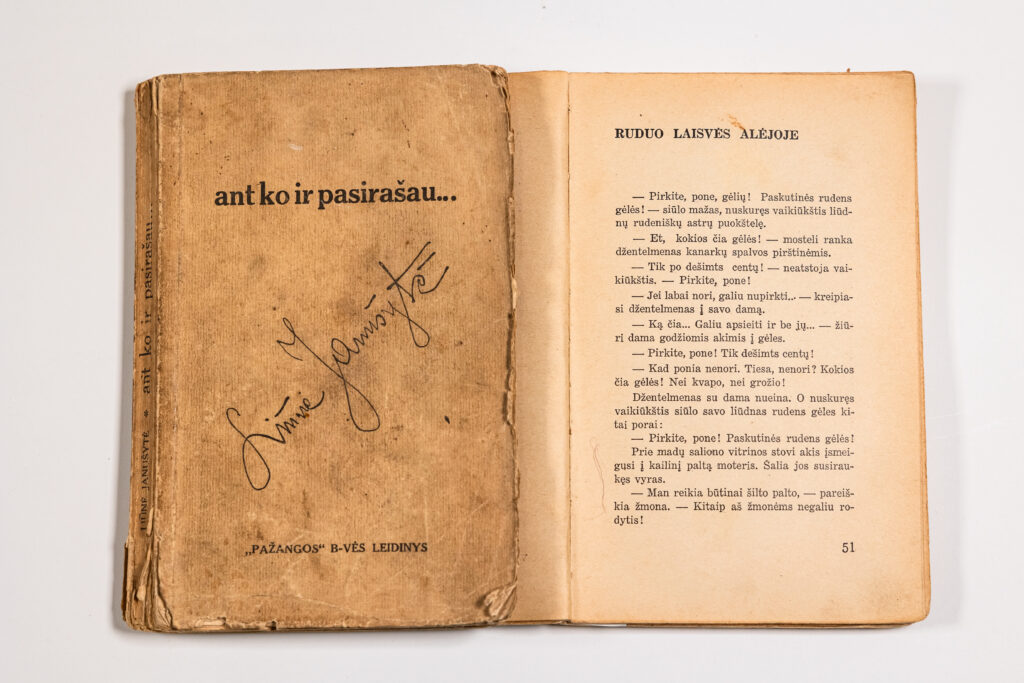 LIŪNĖ JANUŠYTĖ * ant ko ir pasirašau...
ant ko ir pasirašau...
Liūnė Janušytė
„PAŽANGOS“ B-VĖS LEIDINYS
RUDUO LAISVĖS ALĖJOJE
— Pirkite, pone, gėlių! Paskutinės rudens
gėlės! — siūlo mažas, nuskuręs vaikiūkštis liūd-
nų rudeniškų astrų puokštelę.
— Et, kokios čia gėlės! — mosteli ranka
džentelmenas kanarkų spalvos pirštinėmis.
— Tik po dešimts centų! — neatstoja vai-
kiūkštis. — Pirkite, pone!
— Jei labai nori, galiu nupirkti... — kreipia-
si džentelmenas į savo damą.
— Ką čia... Galiu apsieiti ir be jų... — žiū-
ri dama godžiomis akimis į gėles.
— Pirkite, pone! Tik dešimts centų!
— Kad ponia nenori. Tiesa, nenori? Kokios
čia gėlės! Nei kvapo, nei grožio!
Džentelmenas su dama nueina. O nuskuręs
vaikiūkštis siūlo savo liūdnas rudens gėles ki-
tai porai:
— Pirkite, pone! Paskutinės rudens gėlės!
Prie madų saliono vitrinos stovi akis įsmei-
gusi į kailinį paltą moteris. Šalia jos susirau-
kęs vyras.
— Man reikia būtinai šilto palto, — pareiš-
kia žmona. — Kitaip aš žmonėms negaliu ro-
dytis!
51